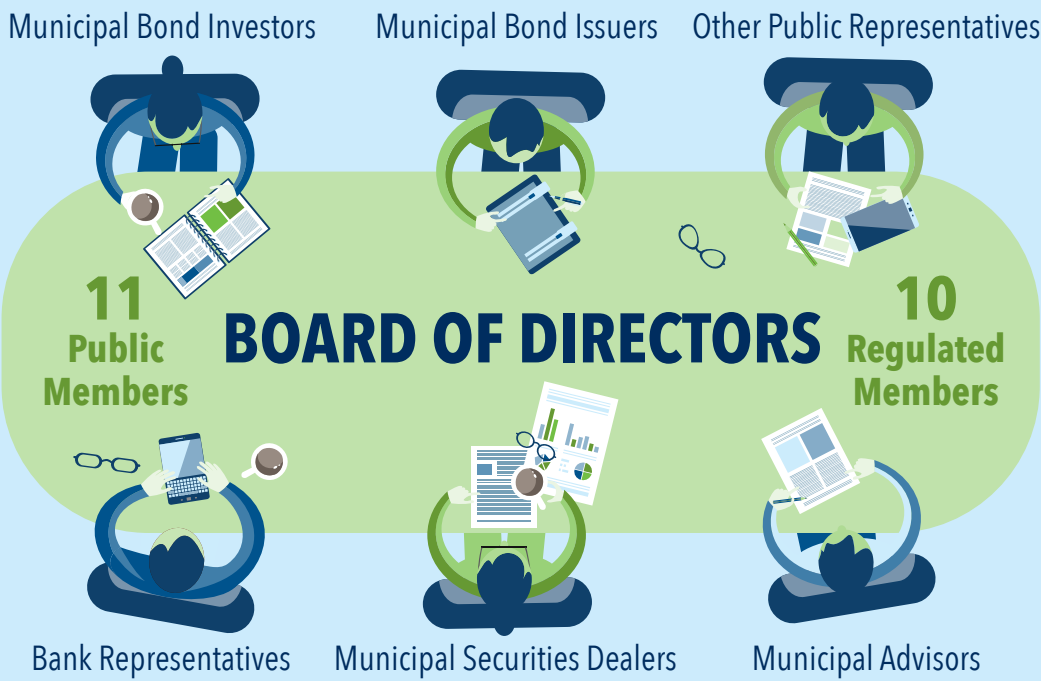 Municipal Bond Investors
Municipal Bond Issuers
Other Public Representatives
11
Public
Members
BOARD OF DIRECTORS
10
Regulated
Members
Bank Representatives
Municipal Securities Dealers
Municipal Advisors